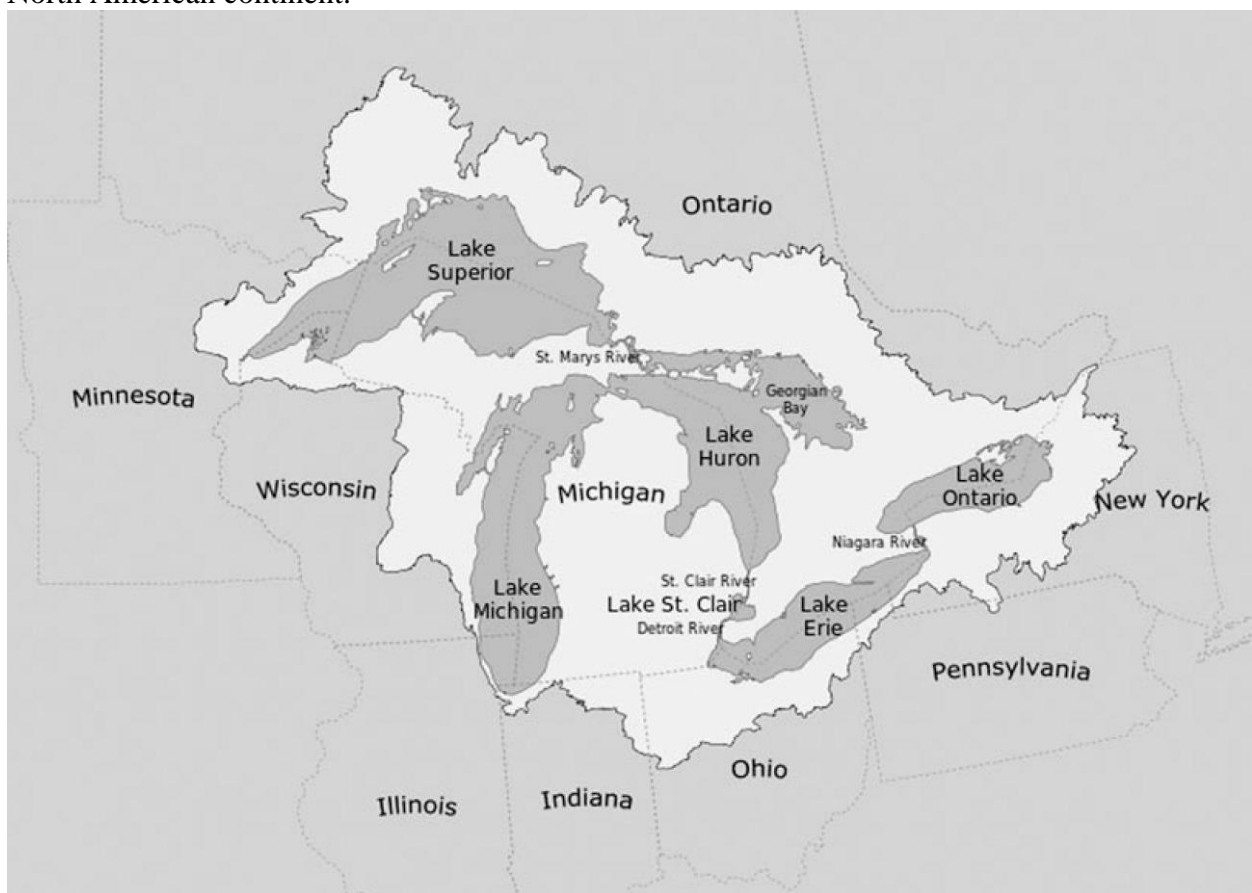 North American continent.
Ontario
Lake
Superior
St. Marys River
Georgian
Bay
Minnesota
Lake
Huron
Wisconsin
Michigan
Lake
Ontario
New York
Niagara River
St. Clair River
Lake
Michigan
Lake St. Clair
Lake
Erie
Detroit River
Pennsylvania
Ohio
Illinois
Indiana